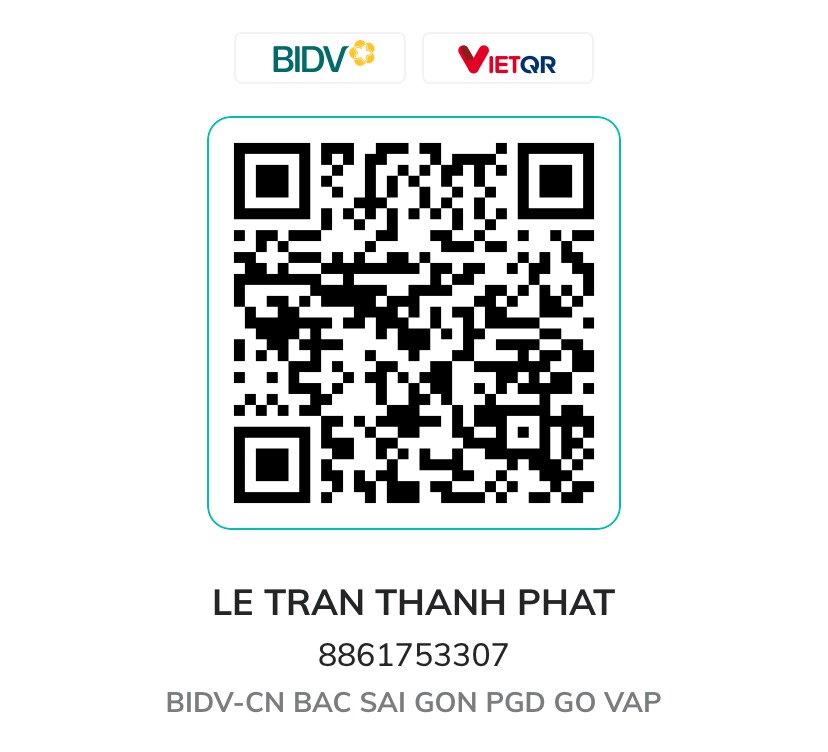 BIDV
VIETQR
LE TRAN THANH PHAT
8861753307
BIDV-CN BAC SAI GON PGD GO VAP